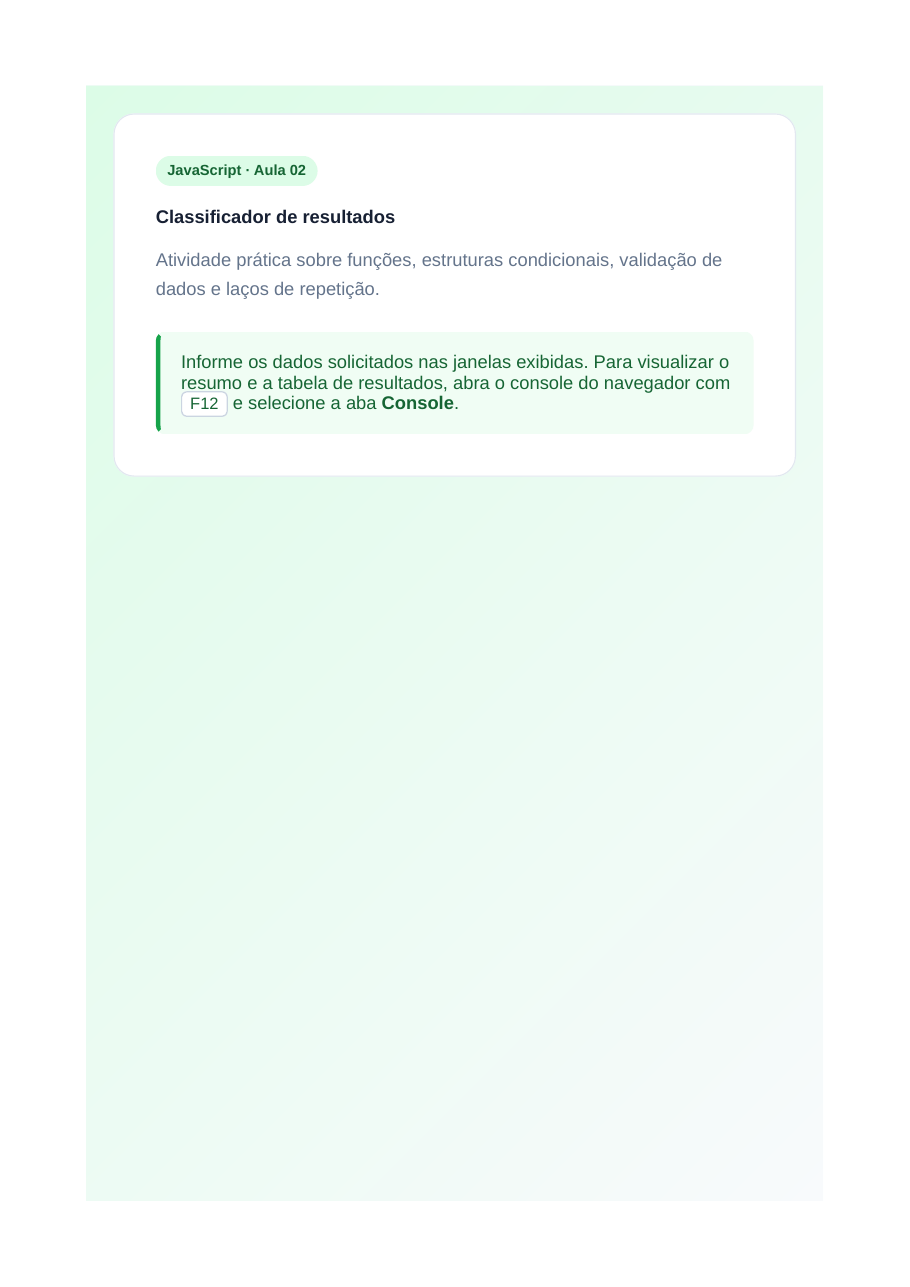 JavaScript · Aula 02
Classificador de resultados
Atividade prática sobre funções, estruturas condicionais, validação de
dados e laços de repetição.
Informe os dados solicitados nas janelas exibidas. Para visualizar o
resumo e a tabela de resultados, abra o console do navegador com
F12 e selecione a aba Console.